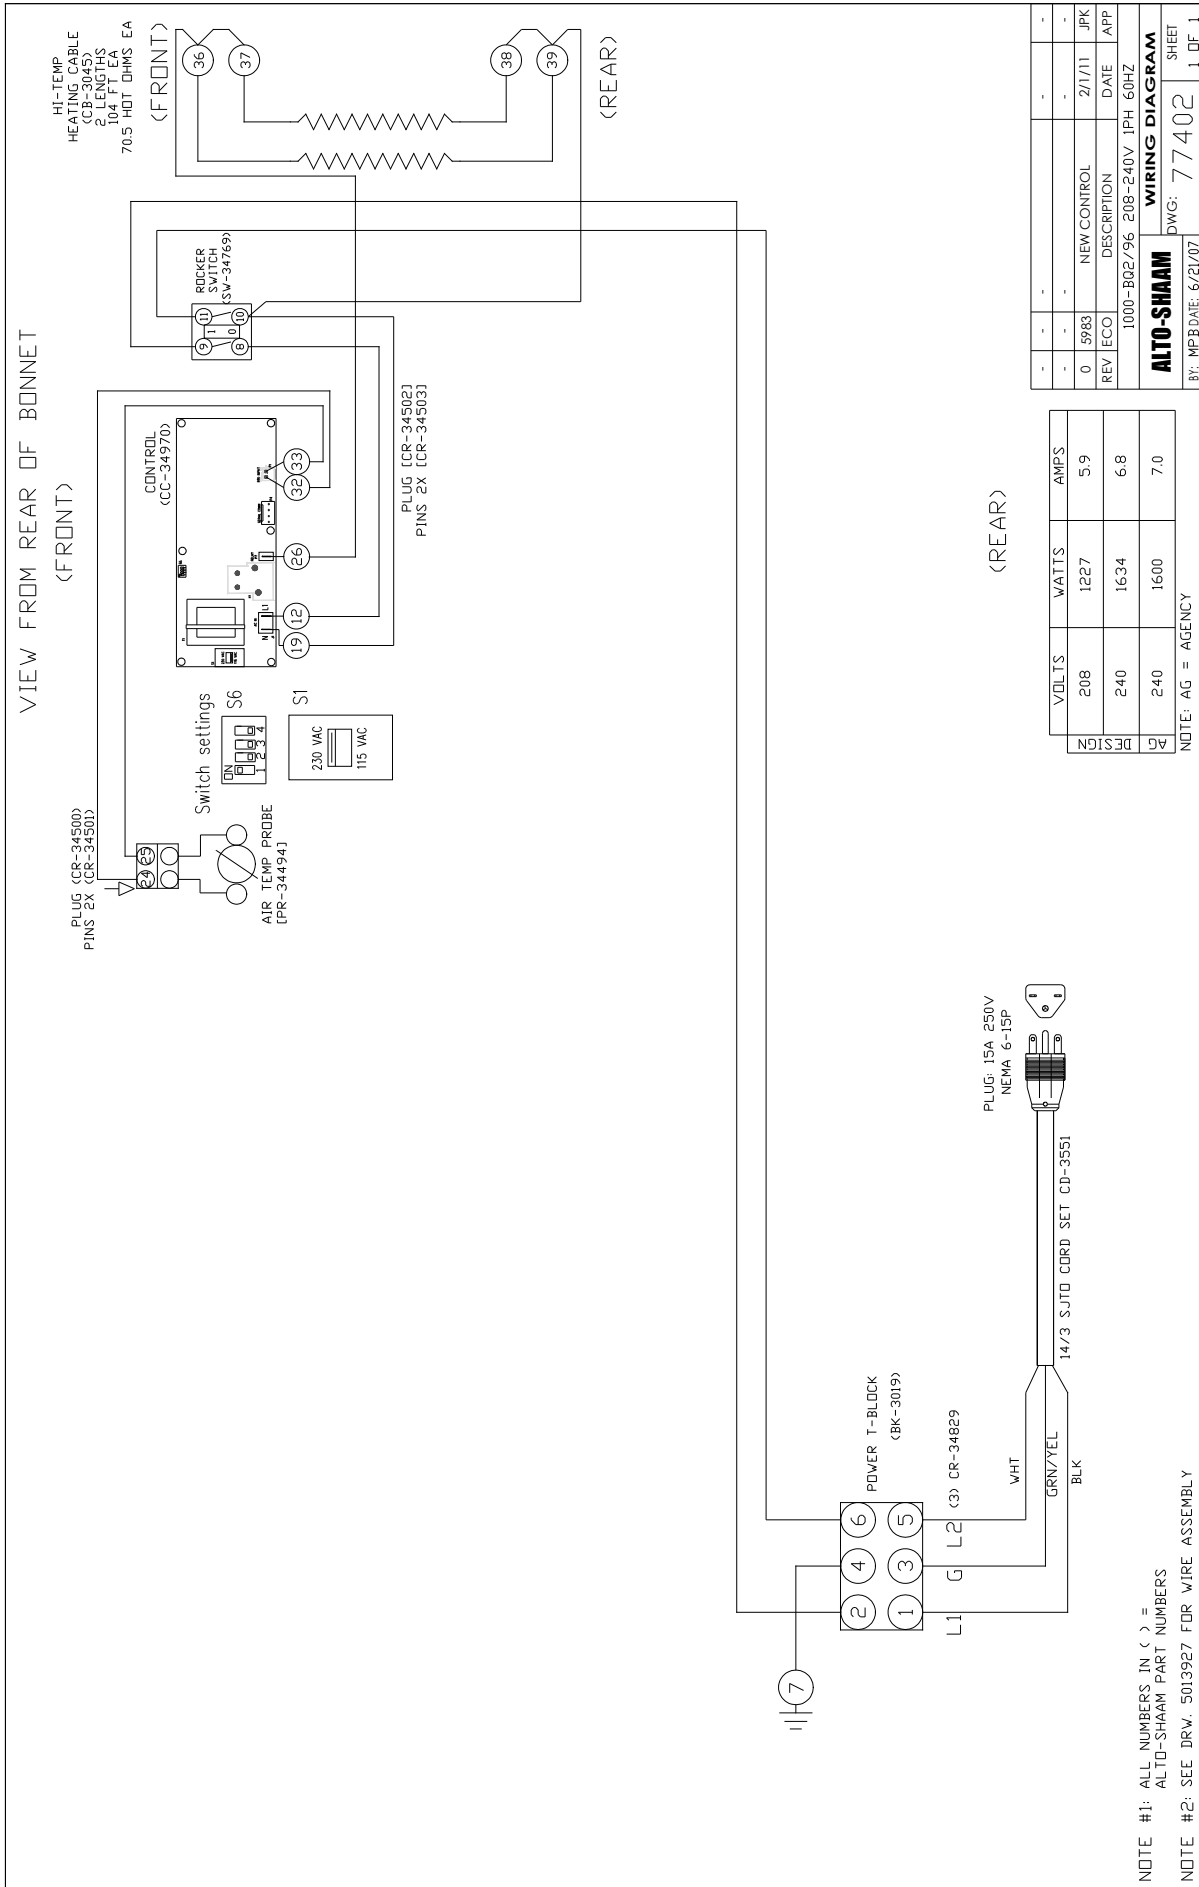 VIEW FROM REAR OF BONNET
(FRONT)
HI-TEMP
HEATING CABLE
(CB-3045)
2 LENGTHS
104 FT EA
70.5 HOT OHMS EA
(FRONT)
36
37
38
39
(REAR)
ROCKER
SWITCH
(SW-34769)
9
11
1
0
8
10
CONTROL
(CC-34970)
N
L1
19
12
26
32
33
PLUG [CR-34502]
PINS 2X [CR-34503]
Switch settings
S6
ON
1 2 3 4
S1
230 VAC
115 VAC
PLUG (CR-34500)
PINS 2X (CR-34501)
24
25
AIR TEMP PROBE
[PR-34494]
(REAR)
PLUG: 15A 250V
NEMA 6-15P
14/3 SJTO CORD SET CD-3551
POWER T-BLOCK
(BK-3019)
(3) CR-34829
7
2
4
6
1
3
5
L1
G
L2
WHT
GRN/YEL
BLK
VOLTS WATTS AMPS
DESIGN
208 1227 5.9
240 1634 6.8
AG 240 1600 7.0
NOTE: AG = AGENCY
NOTE #1: ALL NUMBERS IN ( ) =
ALTO-SHAAM PART NUMBERS
NOTE #2: SEE DRW. 5013927 FOR WIRE ASSEMBLY
- - - - -
- - - - -
0 5983 NEW CONTROL 2/1/11 JPK
REV ECO DESCRIPTION DATE APP
1000-BQ2/96 208-240V 1PH 60HZ
ALTO-SHAAM
WIRING DIAGRAM
BY: MPB DATE: 6/21/07
DWG: 77402
SHEET
1 OF 1